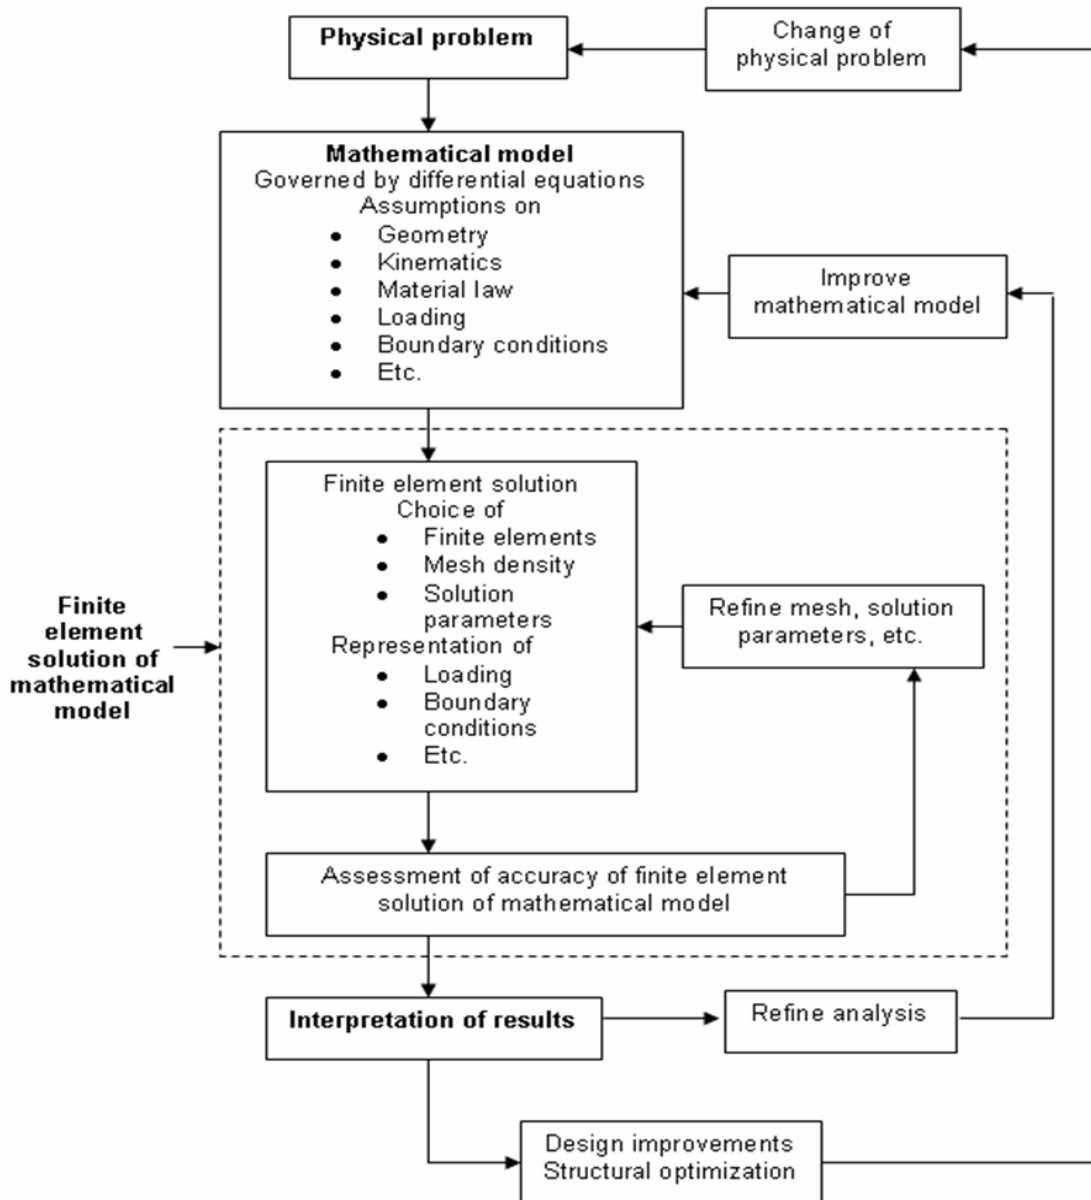 Physical problem
Change of
physical problem
Mathematical model
Governed by differential equations
Assumptions on
● Geometry
● Kinematics
● Material law
● Loading
● Boundary conditions
● Etc.
Improve
mathematical model
Finite element solution
Choice of
● Finite elements
● Mesh density
● Solution
parameters
Representation of
● Loading
● Boundary
conditions
● Etc.
Refine mesh, solution
parameters, etc.
Finite
element
solution of
mathematical
model
Assessment of accuracy of finite element
solution of mathematical model
Interpretation of results
Refine analysis
Design improvements
Structural optimization